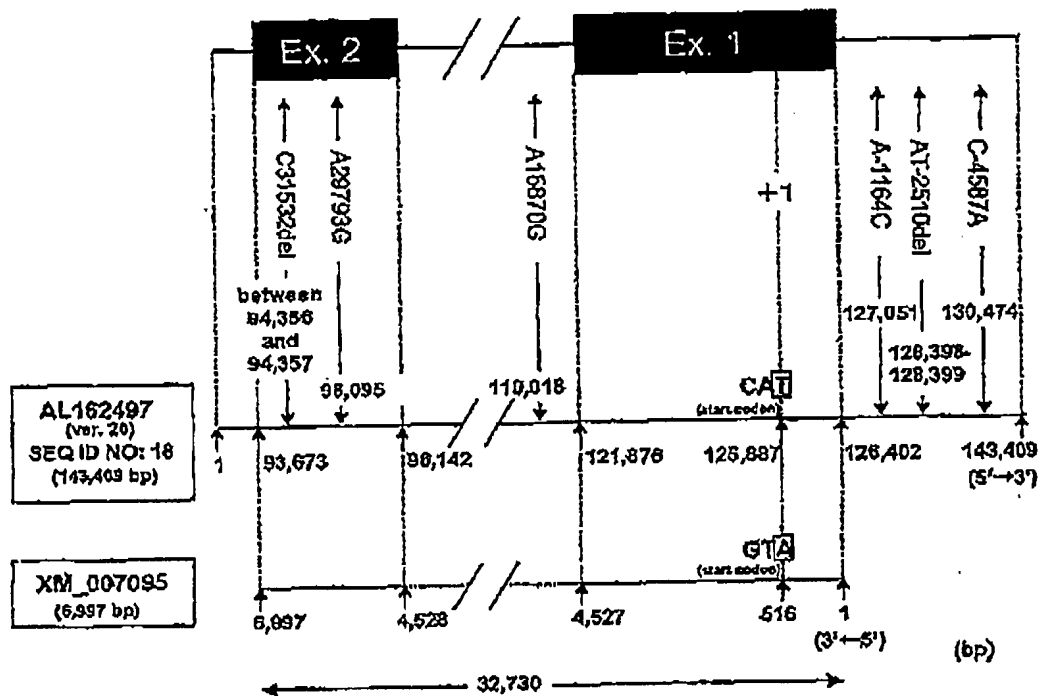 Ex. 2
Ex. 1
C31532del -
between
94,356
and
94,357
A29793G
96,095
A16870G
+1
CAT
(start codon)
A-1164C
127,051
AT-2510del
128,398-
128,399
C-4587A
130,474
AL162497
(ver. 20)
SEQ ID NO:
(143,409 bp)
1
93,673
96,142
121,876
125,887
126,402
143,409
(5'→3')
XM_007095
(6,997 bp)
GTA
(start codon)
6,997
4,528
4,527
516
1
(3'←5')
(bp)
32,730